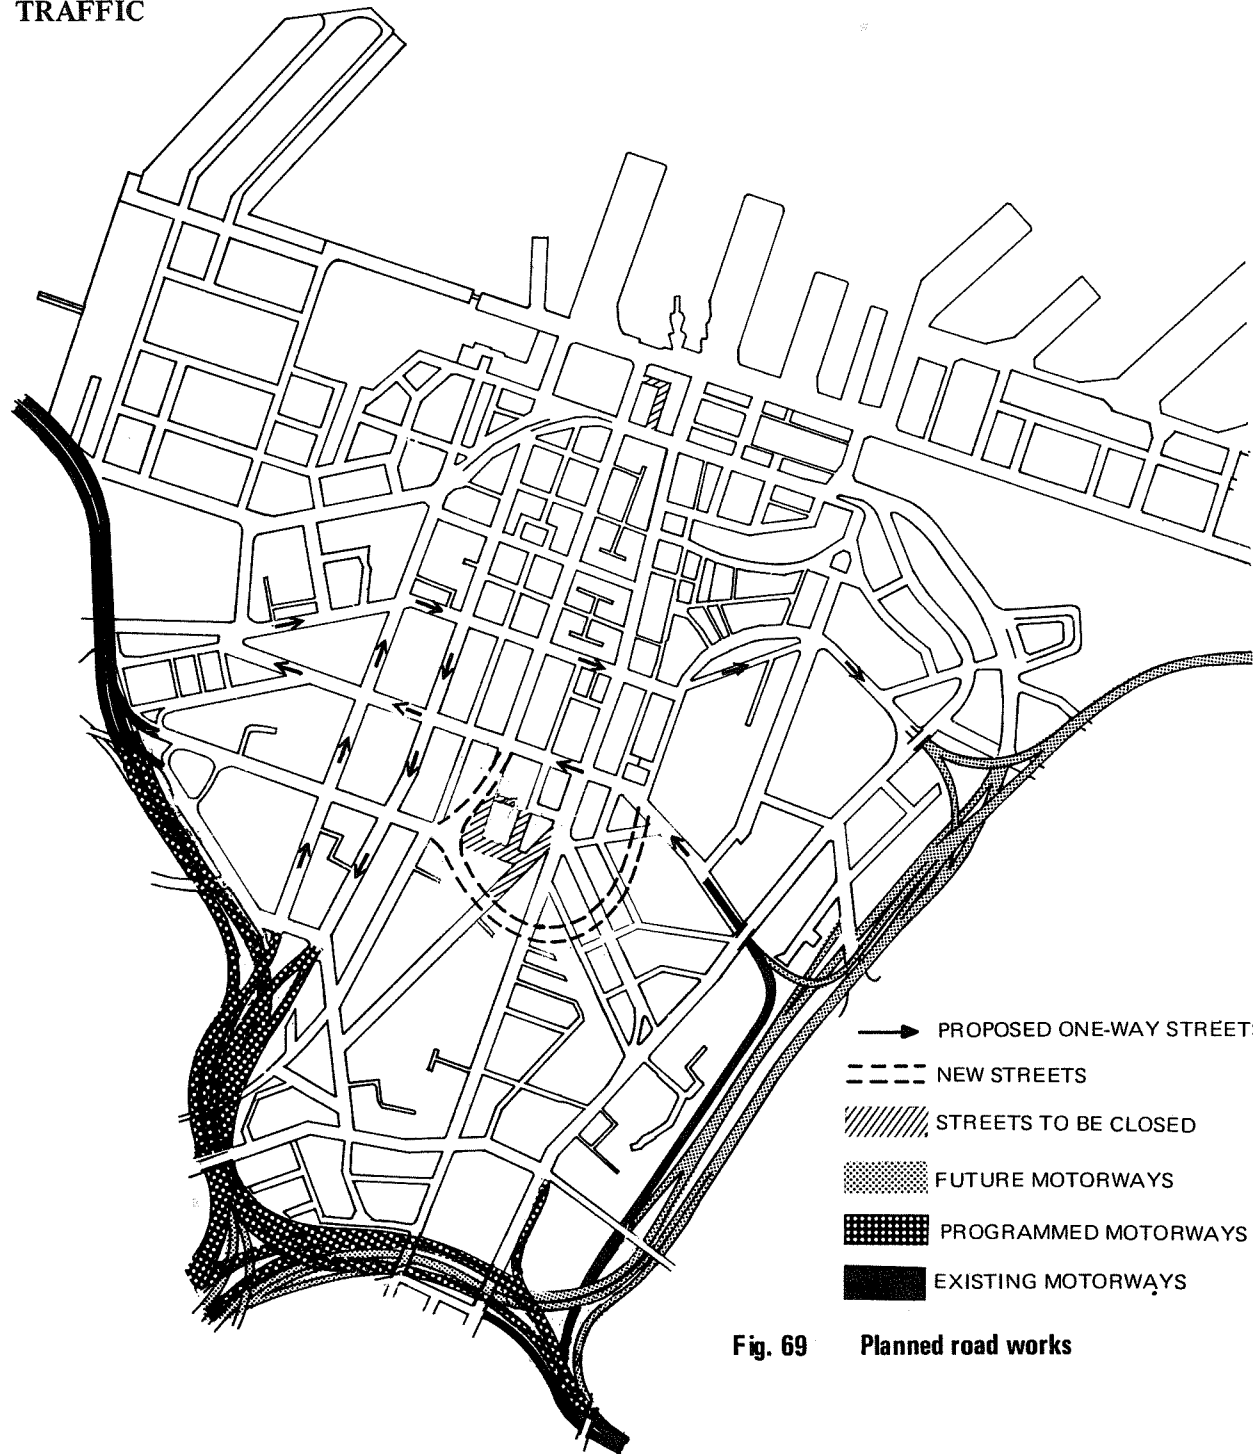 TRAFFIC
PROPOSED ONE-WAY STREET
NEW STREETS
STREETS TO BE CLOSED
FUTURE MOTORWAYS
PROGRAMMED MOTORWAYS
EXISTING MOTORWAYS
Fig. 69 Planned road works